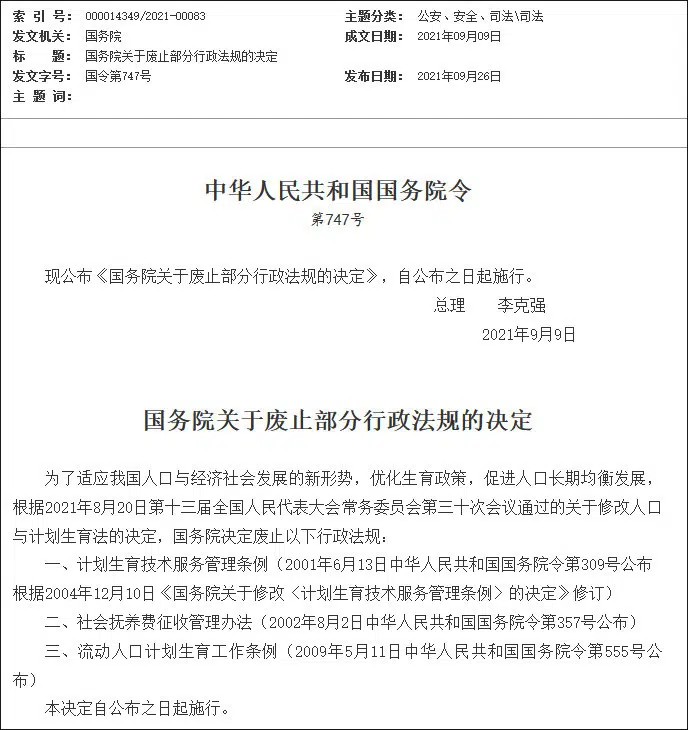 索 引 号： 000014349/2021-00083 主题分类： 公安、安全、司法\司法
发文机关： 国务院 成文日期： 2021年09月09日
标 题： 国务院关于废止部分行政法规的决定
发文字号： 国令第747号 发布日期： 2021年09月26日
主 题 词：
中华人民共和国国务院令
第747号
现公布《国务院关于废止部分行政法规的决定》，自公布之日起施行。
总理 李克强
2021年9月9日
国务院关于废止部分行政法规的决定
为了适应我国人口与经济社会发展的新形势，优化生育政策，促进人口长期均衡发展，
根据2021年8月20日第十三届全国人民代表大会常务委员会第三十次会议通过的关于修改人口
与计划生育法的决定，国务院决定废止以下行政法规：
一、计划生育技术服务管理条例（2001年6月13日中华人民共和国国务院令第309号公布
根据2004年12月10日《国务院关于修改〈计划生育技术服务管理条例〉的决定》修订）
二、社会抚养费征收管理办法（2002年8月2日中华人民共和国国务院令第357号公布）
三、流动人口计划生育工作条例（2009年5月11日中华人民共和国国务院令第555号公
布）
本决定自公布之日起施行。